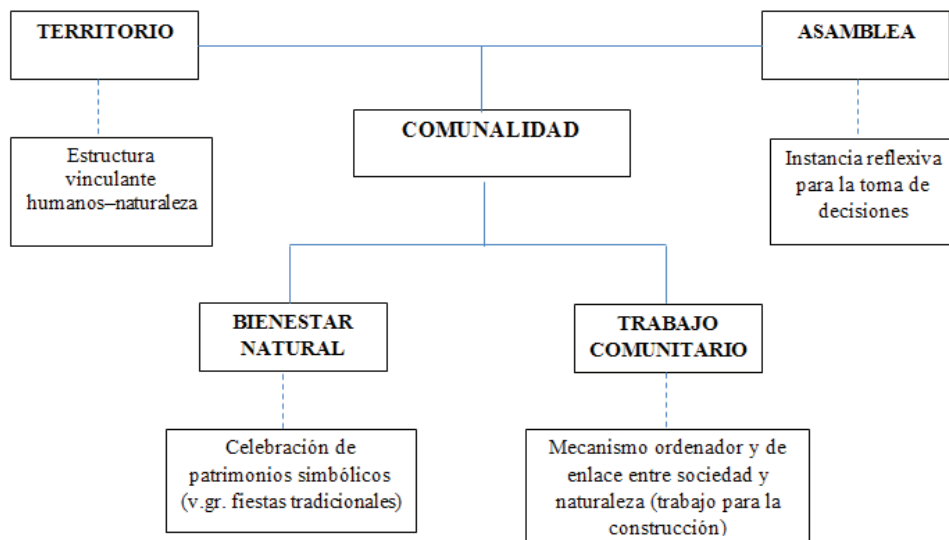 TERRITORIO
ASAMBLEA
COMUNALIDAD
Estructura
vinculante
humanos–naturaleza
Instancia reflexiva
para la toma de
decisiones
BIENESTAR
NATURAL
TRABAJO
COMUNITARIO
Celebración de
patrimonios simbólicos
(v.gr. fiestas tradicionales)
Mecanismo ordenador y de
enlace entre sociedad y
naturaleza (trabajo para la
construcción)